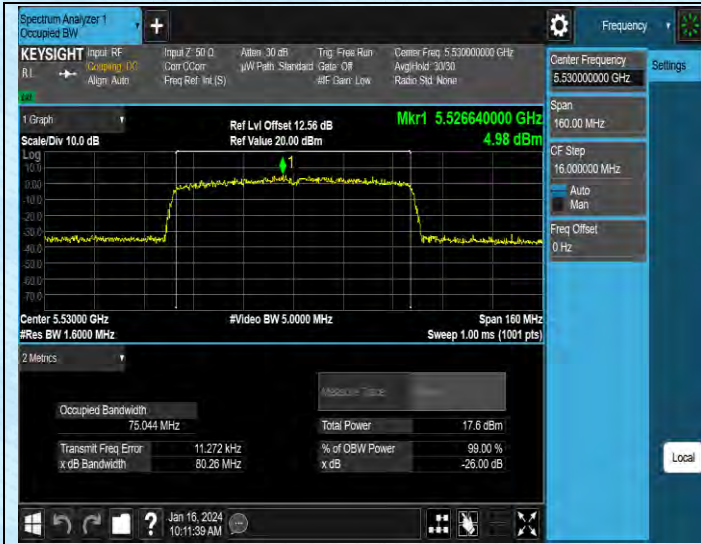 Spectrum Analyzer 1
Occupied BW
Frequency
KEYSIGHT
Input: RF
Coupling: DC
Align: Auto
Input Z: 50 Ω
Corr CCorr
Freq Ref: Int (S)
Atten: 30 dB
µW Path: Standard
Trig: Free Run
Gate: Off
#IF Gain: Low
Center Freq: 5.530000000 GHz
Avg|Hold: 30/30
Radio Std: None
Center Frequency
5.530000000 GHz
Settings
Span
160.00 MHz
CF Step
16.000000 MHz
Auto
Man
Freq Offset
0 Hz
1 Graph
Scale/Div 10.0 dB
Ref Lvl Offset 12.56 dB
Ref Value 20.00 dBm
Mkr1 5.526640000 GHz
4.98 dBm
Log
10.0
0.00
-10.0
-20.0
-30.0
-40.0
-50.0
-60.0
-70.0
1
Center 5.53000 GHz
#Res BW 1.6000 MHz
#Video BW 5.0000 MHz
Span 160 MHz
Sweep 1.00 ms (1001 pts)
2 Metrics
Measure Trace
Occupied Bandwidth
75.044 MHz
Total Power 17.6 dBm
Transmit Freq Error 11.272 kHz
% of OBW Power 99.00 %
x dB Bandwidth 80.26 MHz
x dB -26.00 dB
Local
Jan 16, 2024
10:11:39 AM